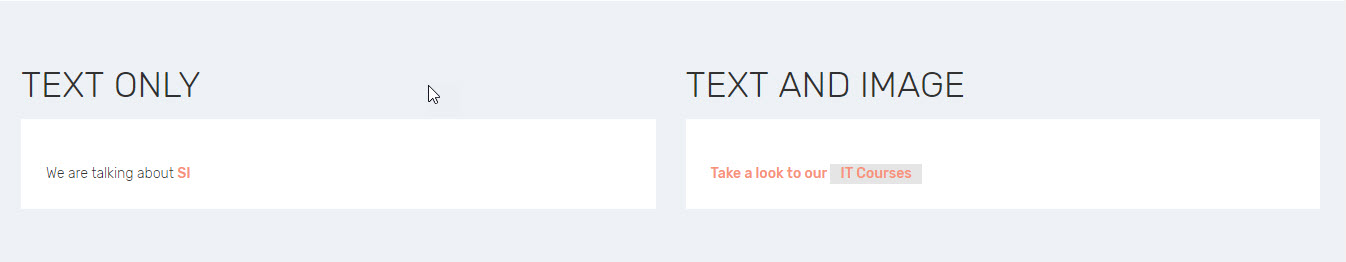 TEXT ONLY
We are talking about SI
TEXT AND IMAGE
Take a look to our IT Courses